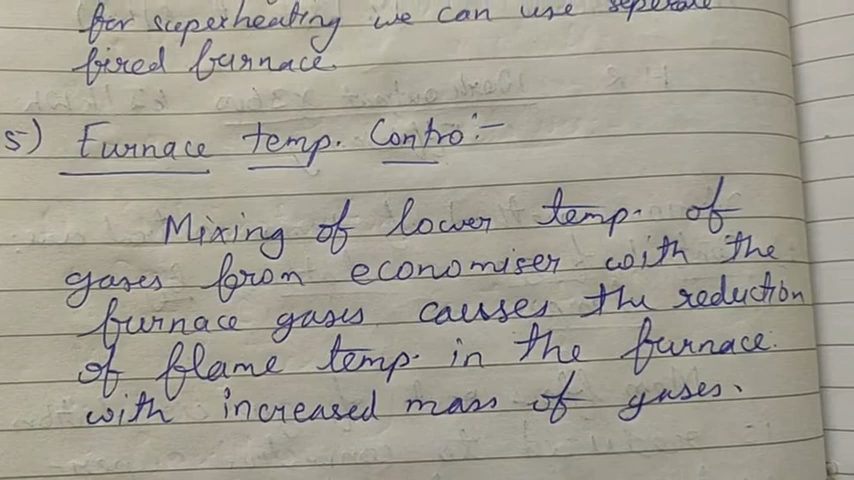 for superheating we can use seperate
fired furnace.
5) Furnace temp. Contro :-
Mixing of lower temp. of
gases from economiser with the
furnace gases causes the reduction
of flame temp. in the furnace.
with increased mass of gases.